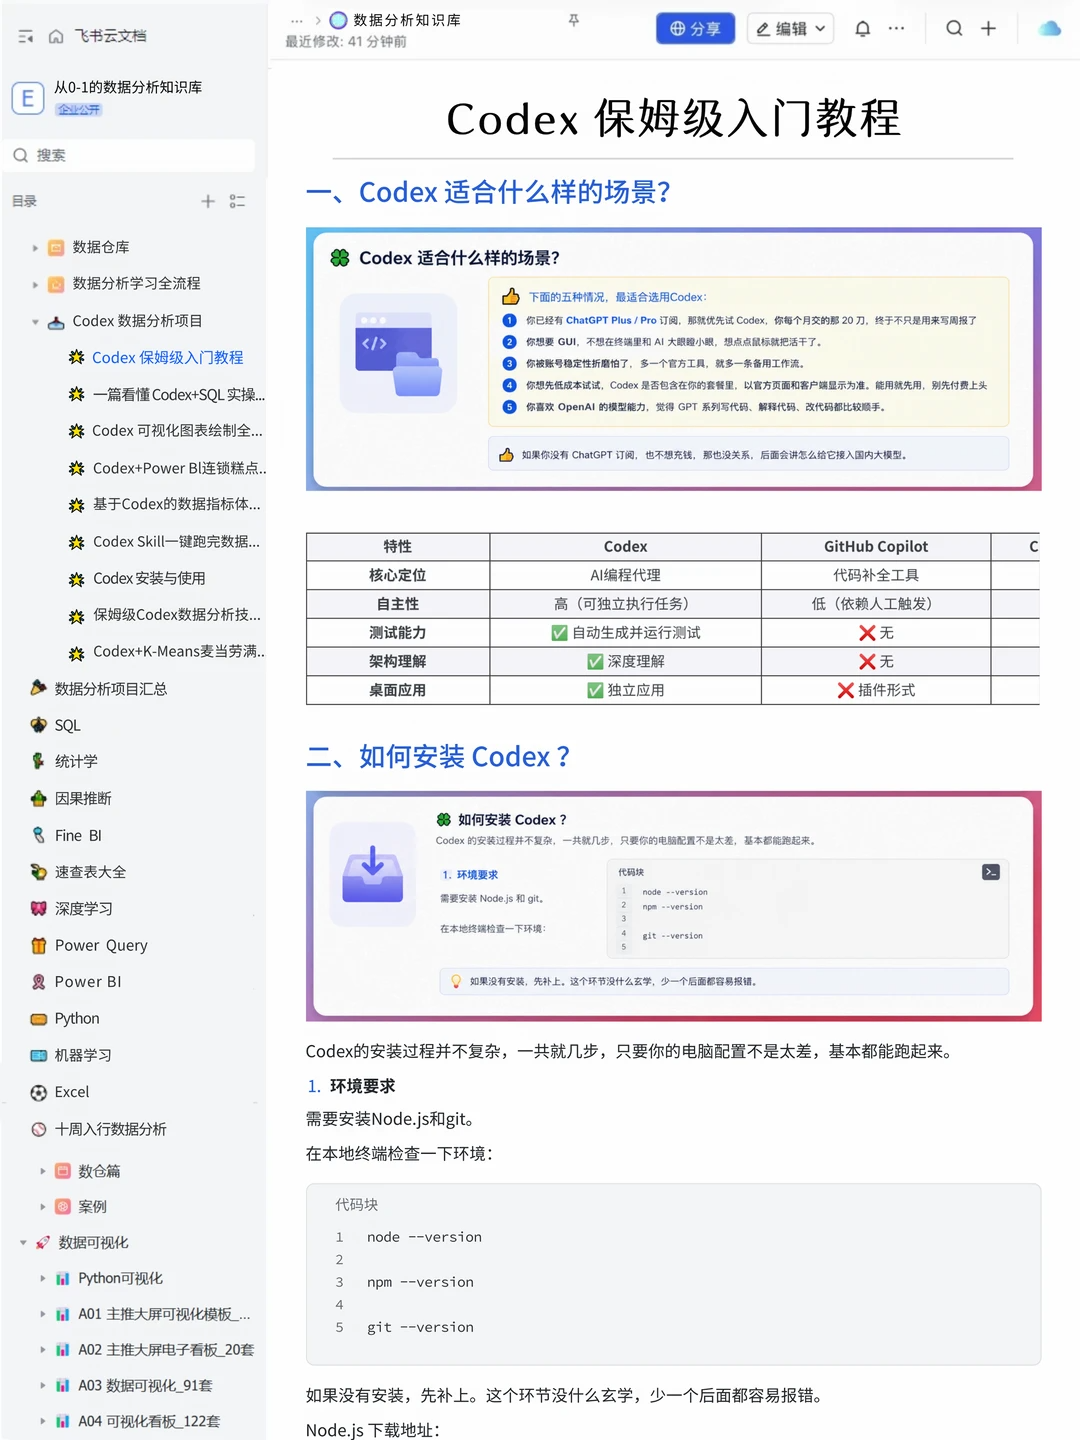 飞书云文档
E
从0-1的数据分析知识库
企业公开
搜索
目录
数据仓库
数据分析学习全流程
Codex 数据分析项目
Codex 保姆级入门教程
一篇看懂 Codex+SQL 实操...
Codex 可视化图表绘制全...
Codex+Power Bl连锁糕点..
基于Codex的数据指标体...
Codex Skill一键跑完数据...
Codex 安装与使用
保姆级Codex数据分析技...
Codex+K-Means麦当劳满..
数据分析项目汇总
SQL
统计学
因果推断
Fine BI
速查表大全
深度学习
Power Query
Power BI
Python
机器学习
Excel
十周入行数据分析
数仓篇
案例
数据可视化
Python可视化
A01 主推大屏可视化模板_...
A02 主推大屏电子看板_20套
A03 数据可视化_91套
A04 可视化看板_122套
... > 数据分析知识库
最近修改: 41 分钟前
分享
编辑
Codex 保姆级入门教程
一、Codex 适合什么样的场景？
Codex 适合什么样的场景？
下面的五种情况，最适合选用Codex：
1 你已经有 ChatGPT Plus / Pro 订阅，那就优先试 Codex，你每个月交的那 20 刀，终于不只是用来写周报了
2 你想要 GUI，不想在终端里和 AI 大眼瞪小眼，想点点鼠标就把活干了。
3 你被账号稳定性折磨怕了，多一个官方工具，就多一条备用工作流。
4 你想先低成本试试，Codex 是否包含在你的套餐里，以官方页面和客户端显示为准。能用就先用，别先付费上头
5 你喜欢 OpenAI 的模型能力，觉得 GPT 系列写代码、解释代码、改代码都比较顺手。
</>
如果你没有 ChatGPT 订阅，也不想充钱，那也没关系，后面会讲怎么给它接入国内大模型。
特性 Codex GitHub Copilot C
核心定位 AI编程代理 代码补全工具
自主性 高（可独立执行任务） 低（依赖人工触发）
测试能力 ✅ 自动生成并运行测试 ❌ 无
架构理解 ✅ 深度理解 ❌ 无
桌面应用 ✅ 独立应用 ❌ 插件形式
二、如何安装 Codex ？
如何安装 Codex ？
Codex 的安装过程并不复杂，一共就几步，只要你的电脑配置不是太差，基本都能跑起来。
1. 环境要求
需要安装 Node.js 和 git。
在本地终端检查一下环境：
代码块
1 node --version
2 npm --version
3
4 git --version
5
如果没有安装，先补上。这个环节没什么玄学，少一个后面都容易报错。
Codex的安装过程并不复杂，一共就几步，只要你的电脑配置不是太差，基本都能跑起来。
1. 环境要求
需要安装Node.js和git。
在本地终端检查一下环境：
代码块
1 node --version
2
3 npm --version
4
5 git --version
如果没有安装，先补上。这个环节没什么玄学，少一个后面都容易报错。
Node.js 下载地址：